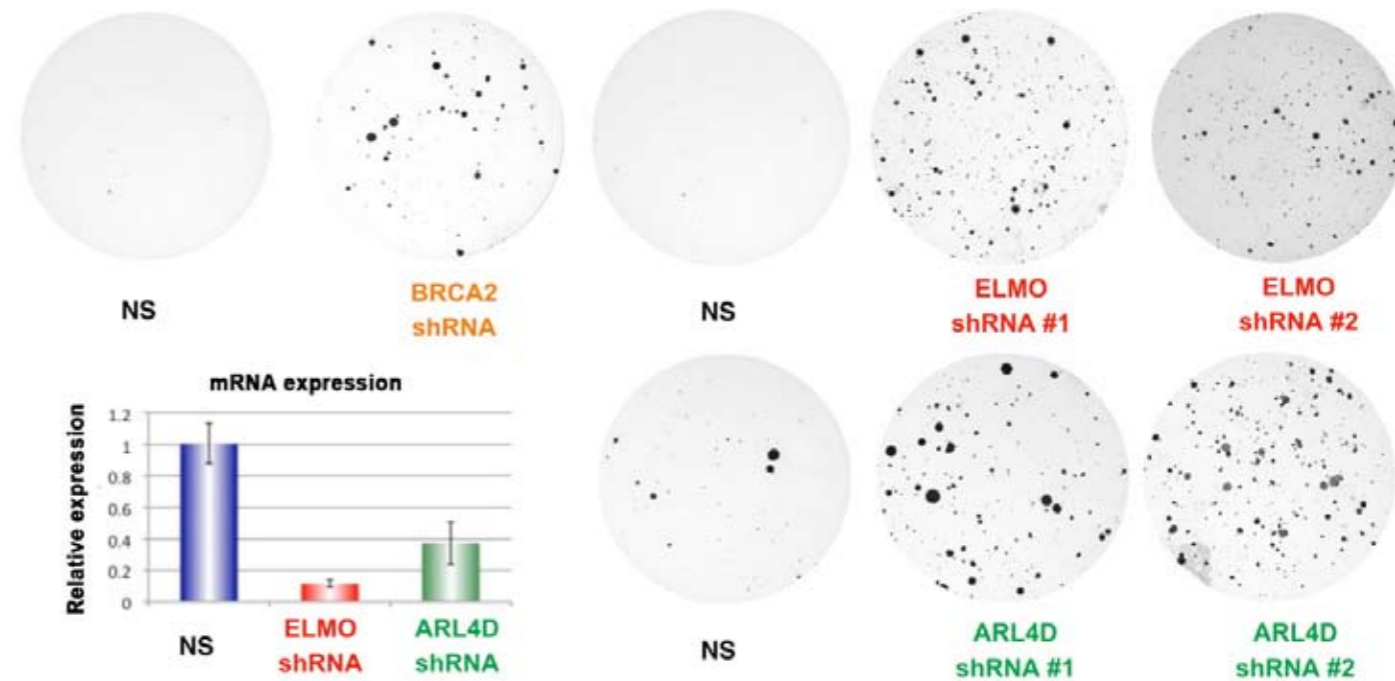 NS
BRCA2
shRNA
NS
ELMO
shRNA #1
ELMO
shRNA #2
mRNA expression
Relative expression
1.2
1
0.8
0.6
0.4
0.2
0
NS
ELMO
shRNA
ARL4D
shRNA
NS
ARL4D
shRNA #1
ARL4D
shRNA #2